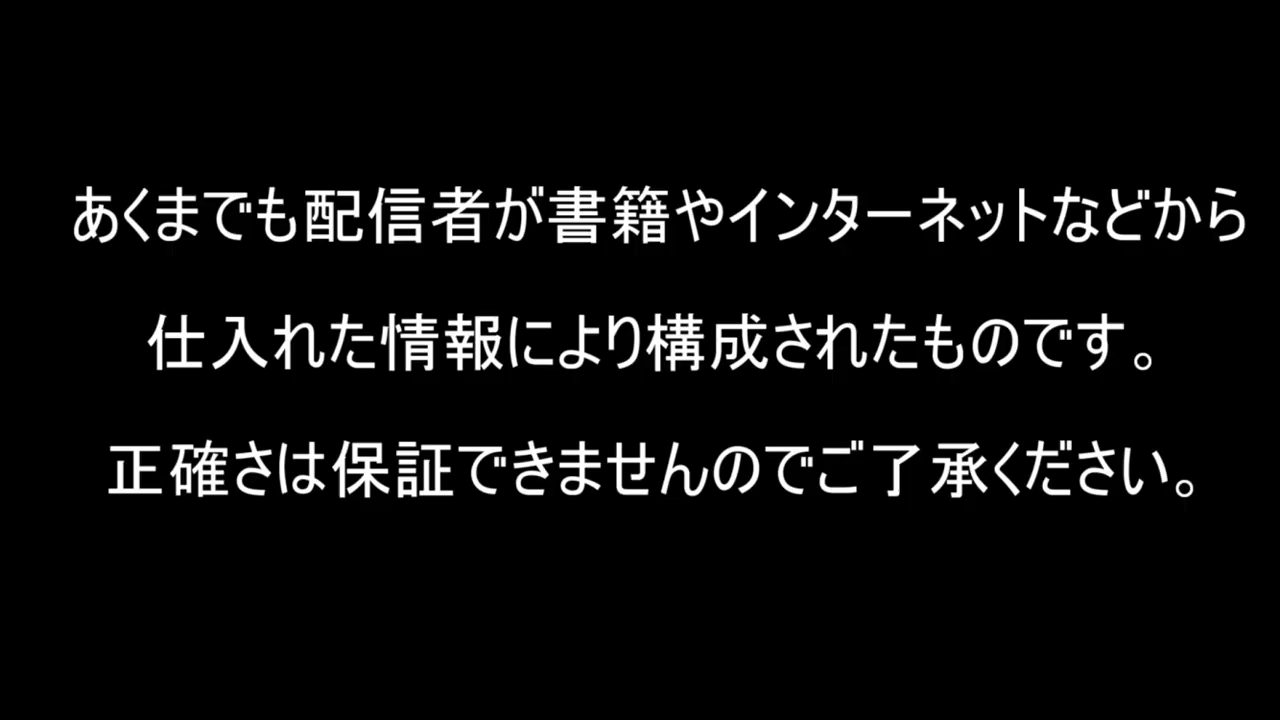 あくまでも配信者が書籍やインターネットなどから
仕入れた情報により構成されたものです。
正確さは保証できませんのでご了承ください。